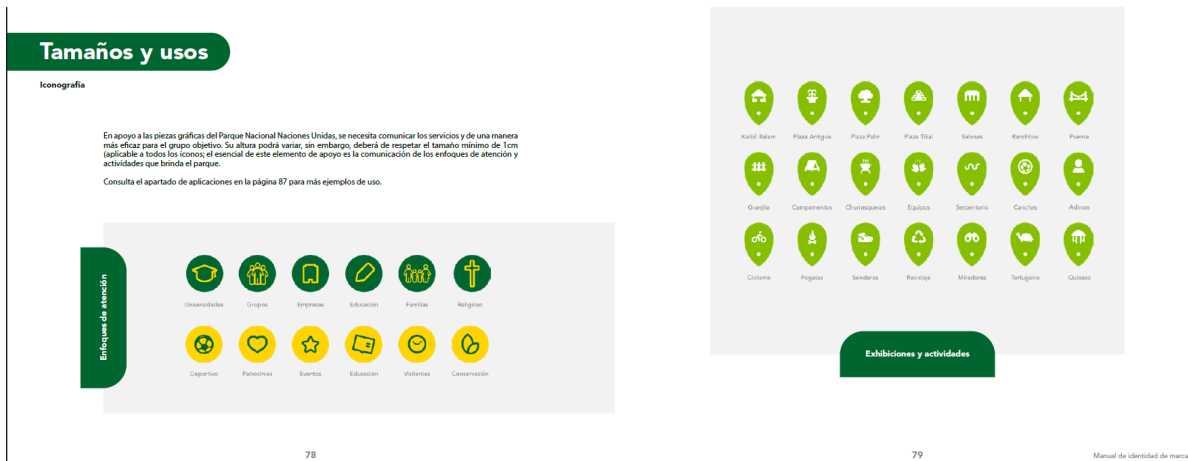 Tamaños y usos
Iconografía
En apoyo a las piezas gráficas del Parque Nacional Naciones Unidas, se necesita comunicar los servicios y de una manera
más eficaz para el grupo objetivo. Su altura podrá variar, sin embargo, deberá de respetar el tamaño mínimo de 1cm
(aplicable a todos los iconos; el esencial de este elemento de apoyo es la comunicación de los enfoques de atención y
actividades que brinda el parque.
Consulta el apartado de aplicaciones en la página 87 para más ejemplos de uso.
Enfoques de atención
Universidades Grupos Empresas Educación Familias Religioso
Deportivo Patrocinios Eventos Educación Visitantes Conservación
78
Kaibil Balam Plaza Antigua Plaza Palín Plaza Tikal Salones Ranchitos Puente
Granjita Campamentos Churrasqueras Equipos Serpentario Canchas Admon
Ciclismo Fogatas Senderos Reciclaje Miradores Tortugario Quiosco
Exhibiciones y actividades
79
Manual de identidad de marca